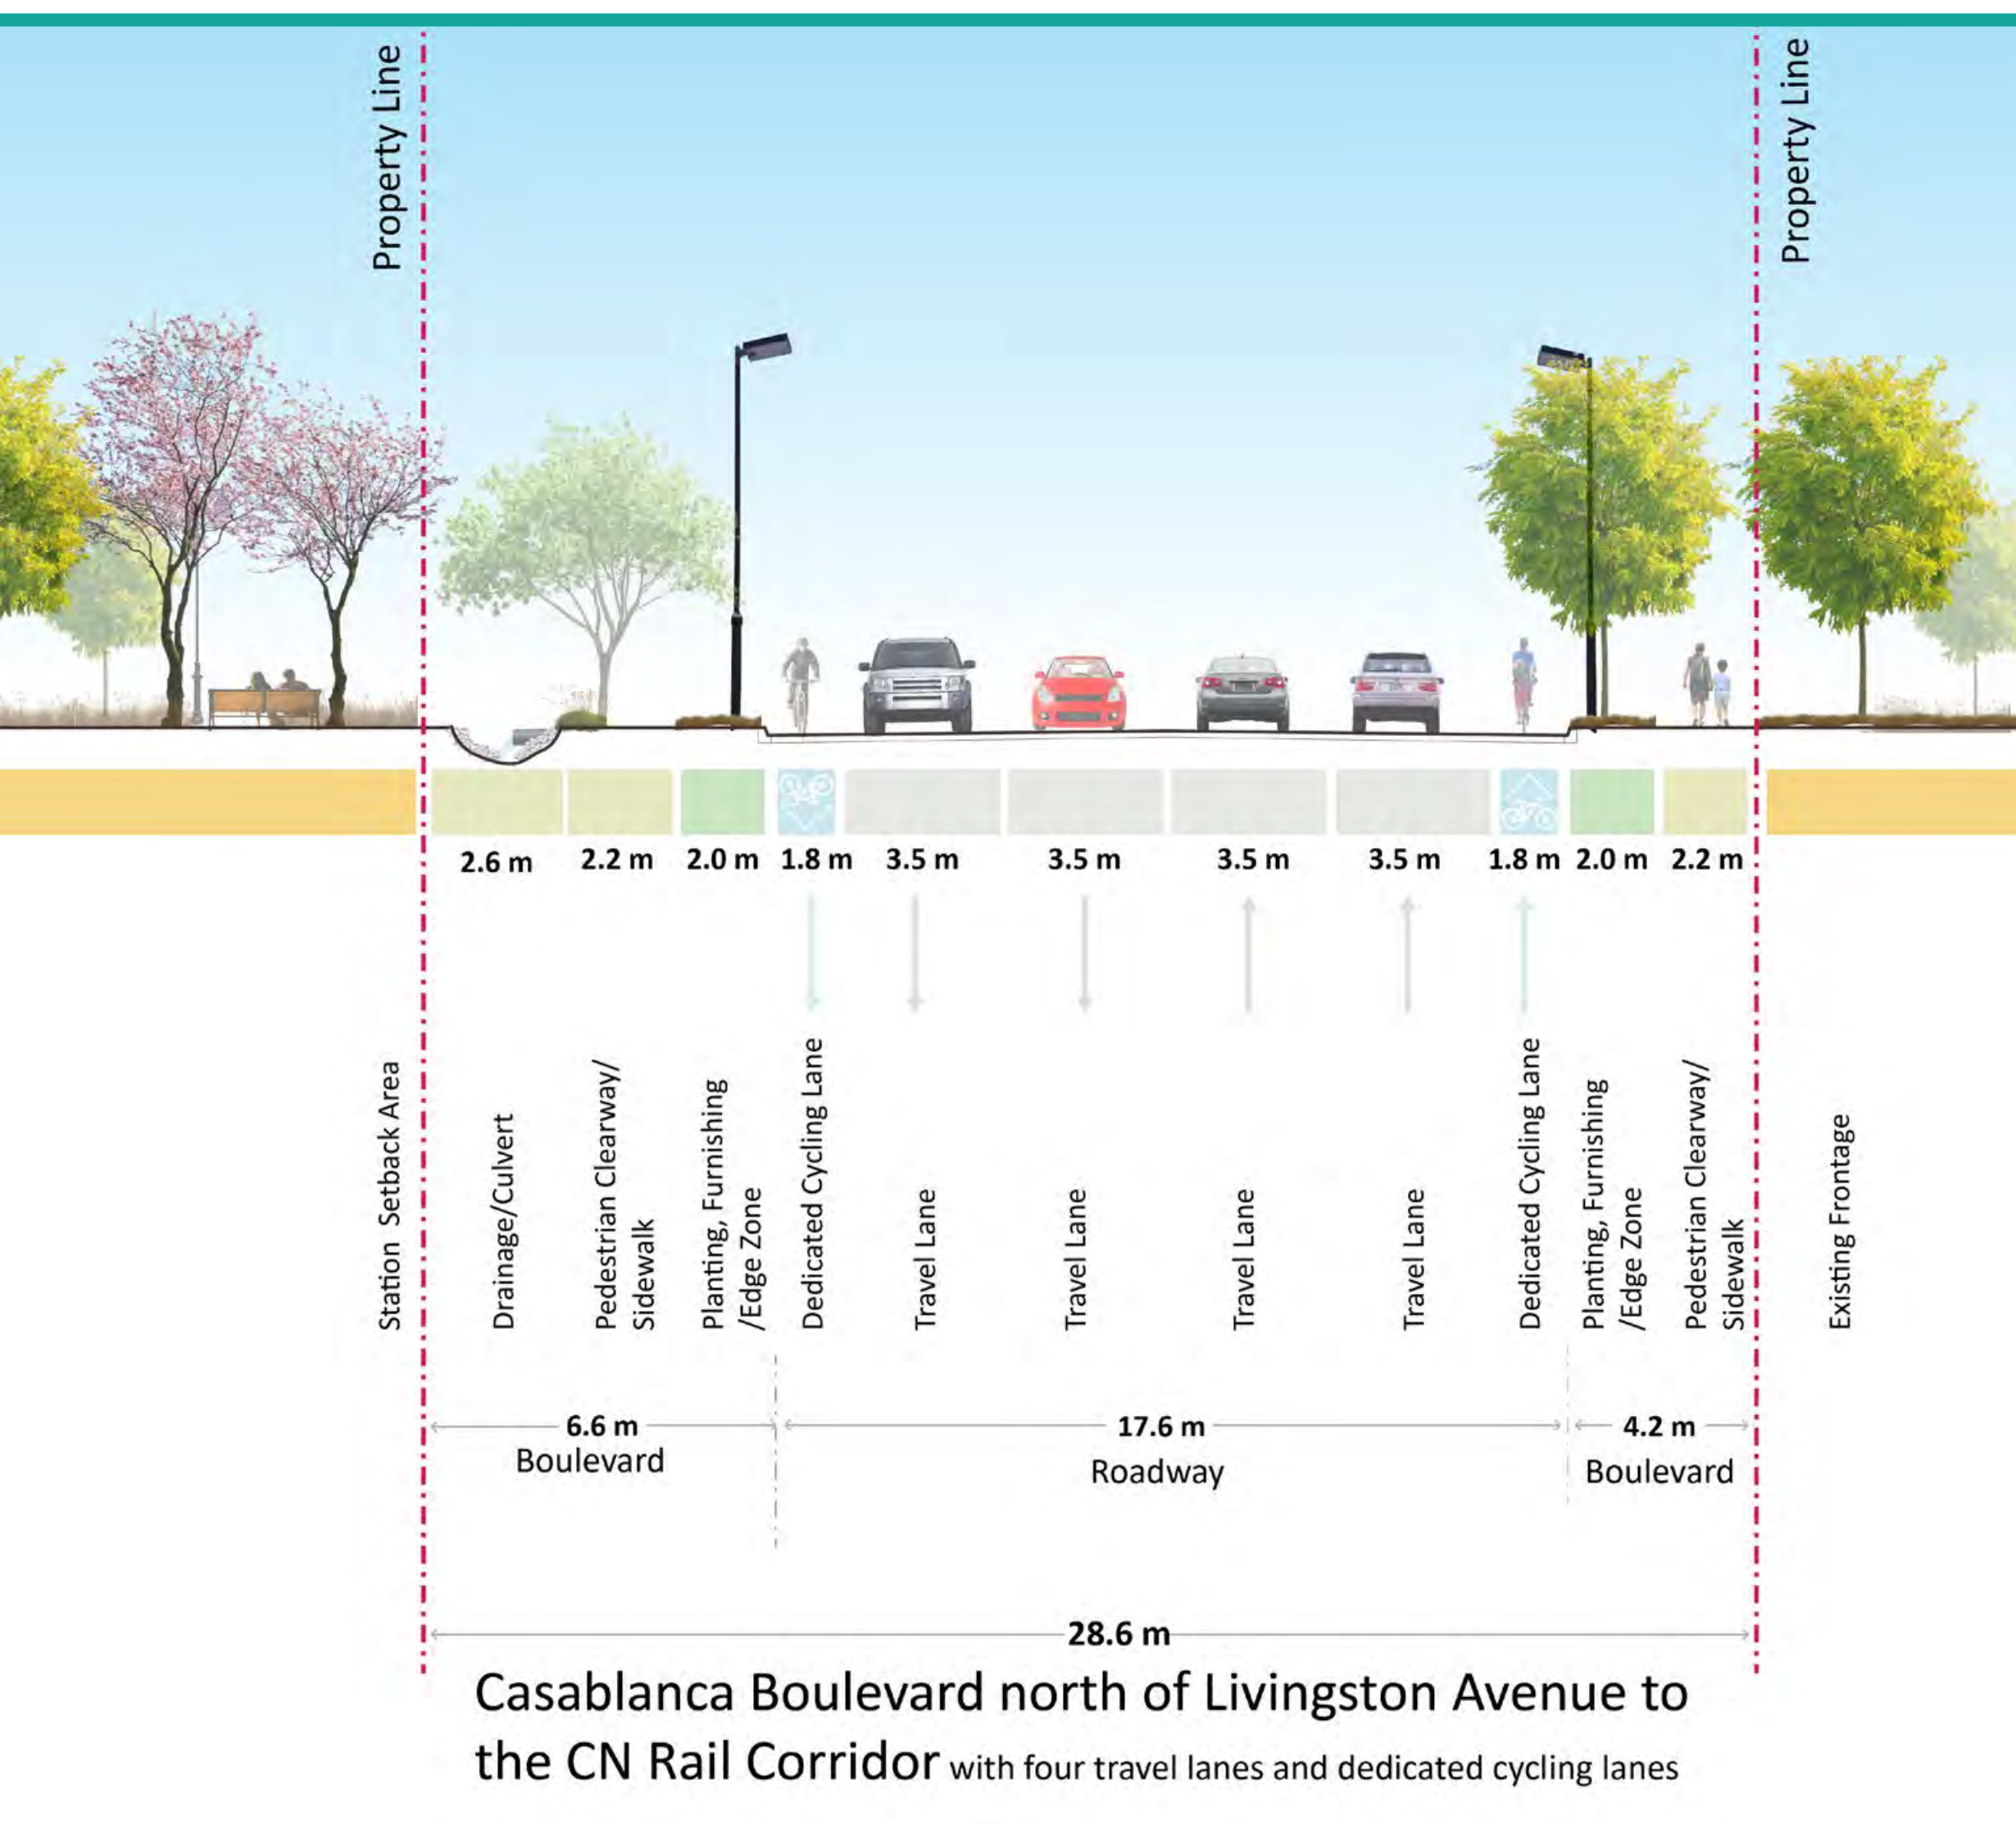 Property Line
Property Line
2.6 m
2.2 m
2.0 m
1.8 m
3.5 m
3.5 m
3.5 m
3.5 m
1.8 m
2.0 m
2.2 m
Station Setback Area
Drainage/Culvert
Pedestrian Clearway/
Sidewalk
Planting, Furnishing
/Edge Zone
Dedicated Cycling Lane
Travel Lane
Travel Lane
Travel Lane
Travel Lane
Dedicated Cycling Lane
Planting, Furnishing
/Edge Zone
Pedestrian Clearway/
Sidewalk
Existing Frontage
6.6 m
Boulevard
17.6 m
Roadway
4.2 m
Boulevard
28.6 m
Casablanca Boulevard north of Livingston Avenue to
the CN Rail Corridor with four travel lanes and dedicated cycling lanes